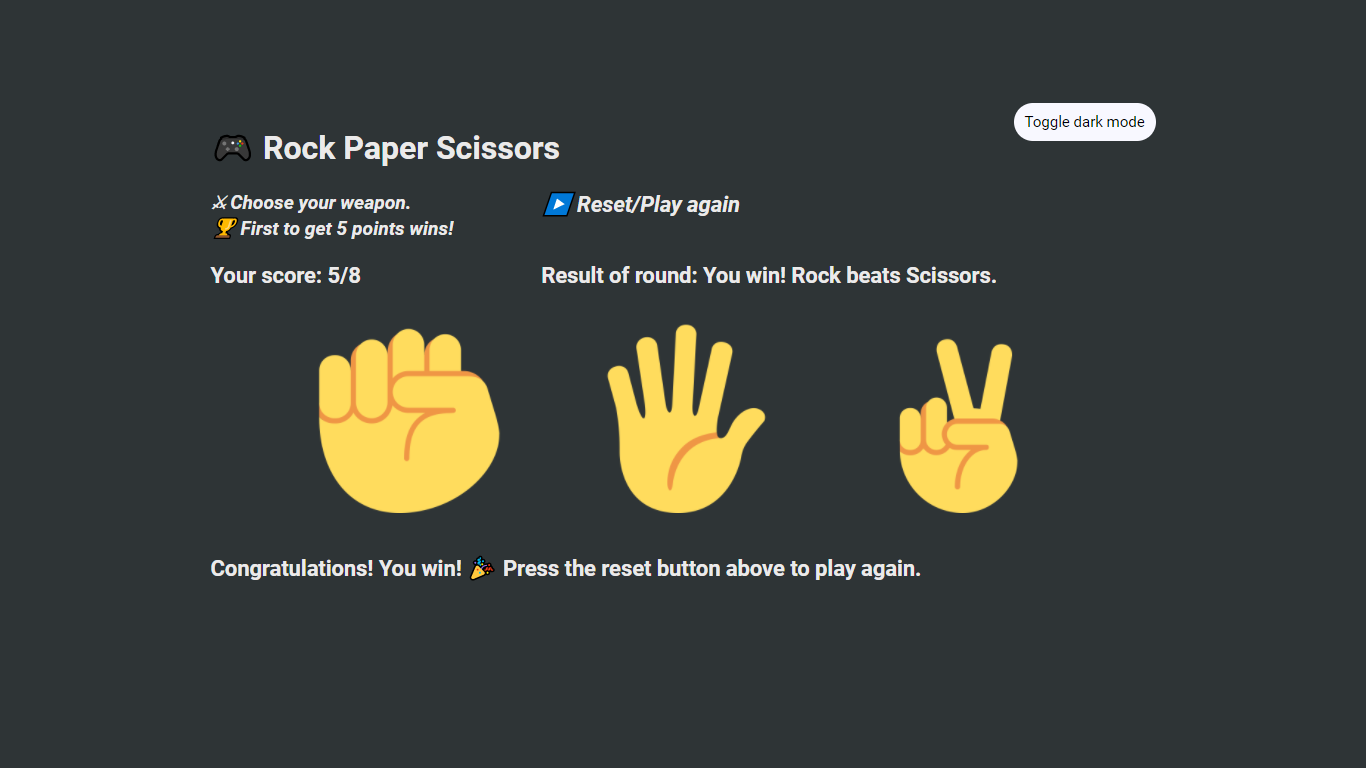 🎮 Rock Paper Scissors
Toggle dark mode
⚔Choose your weapon.
🏆First to get 5 points wins!
▶️Reset/Play again
Your score: 5/8
Result of round: You win! Rock beats Scissors.
Congratulations! You win! 🎉 Press the reset button above to play again.